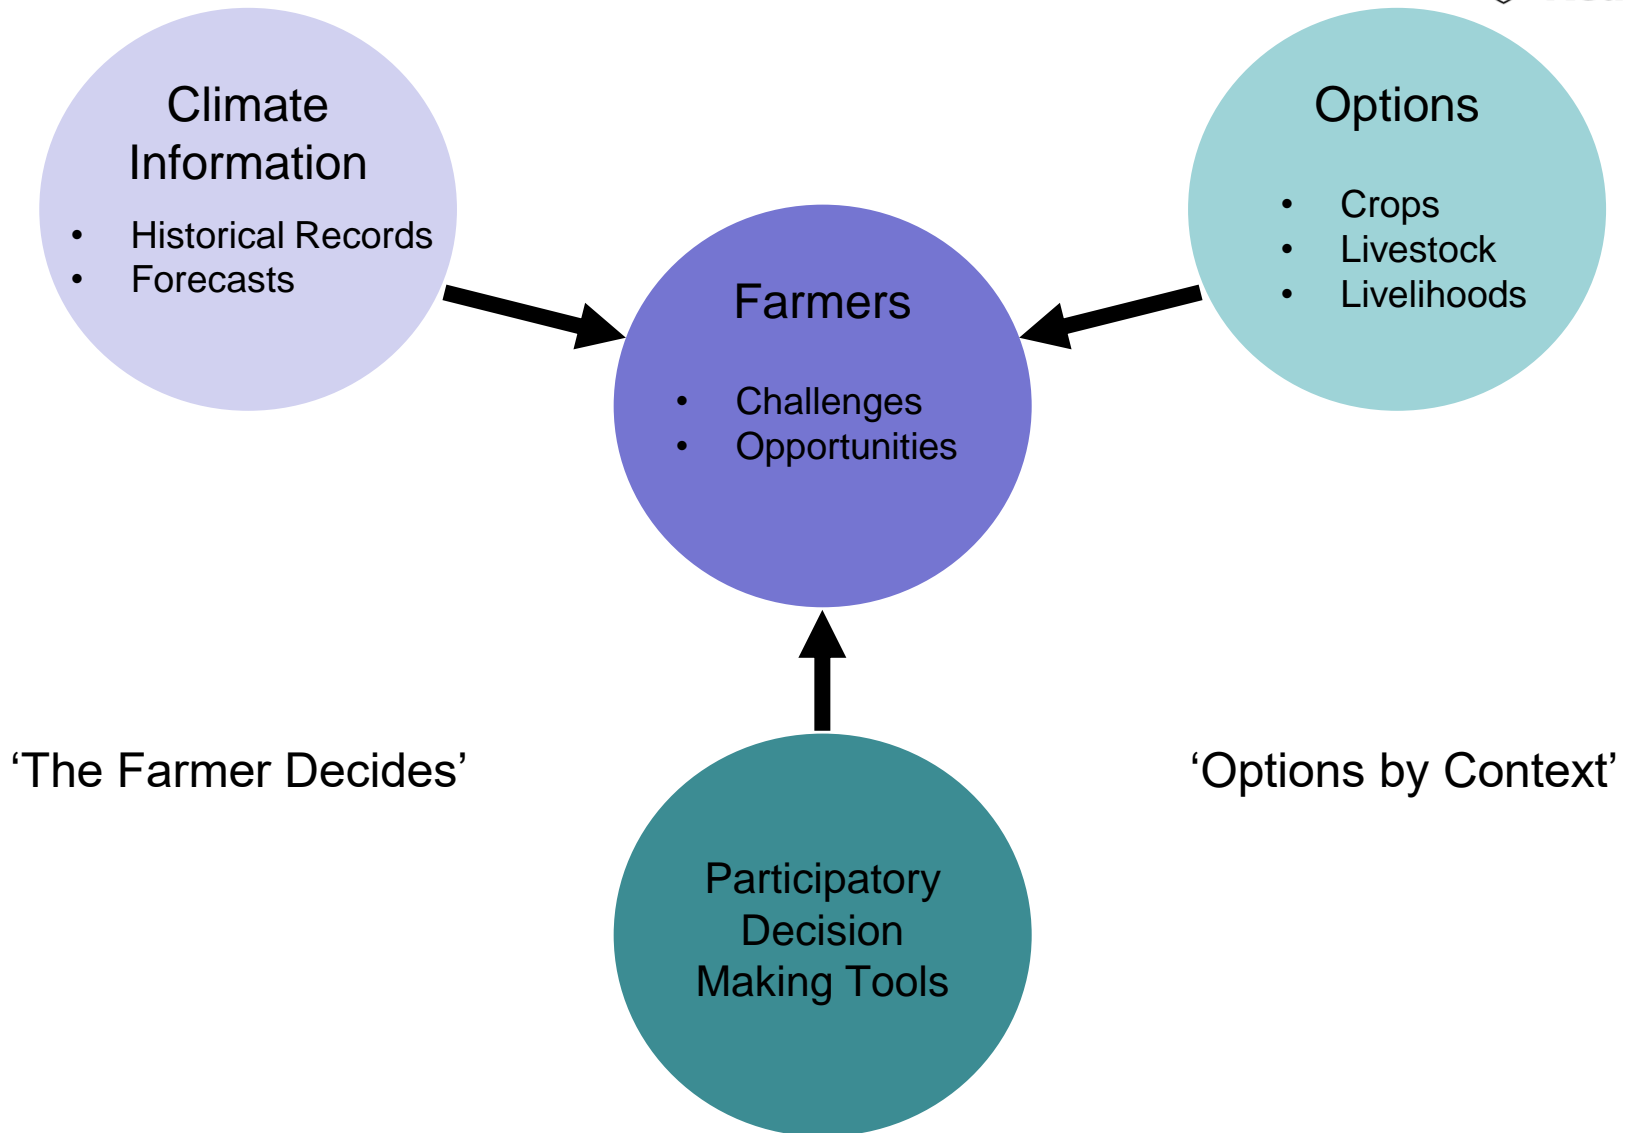 Climate
Information
• Historical Records
• Forecasts
Options
• Crops
• Livestock
• Livelihoods
Farmers
• Challenges
• Opportunities
‘The Farmer Decides’
‘Options by Context’
Participatory
Decision
Making Tools